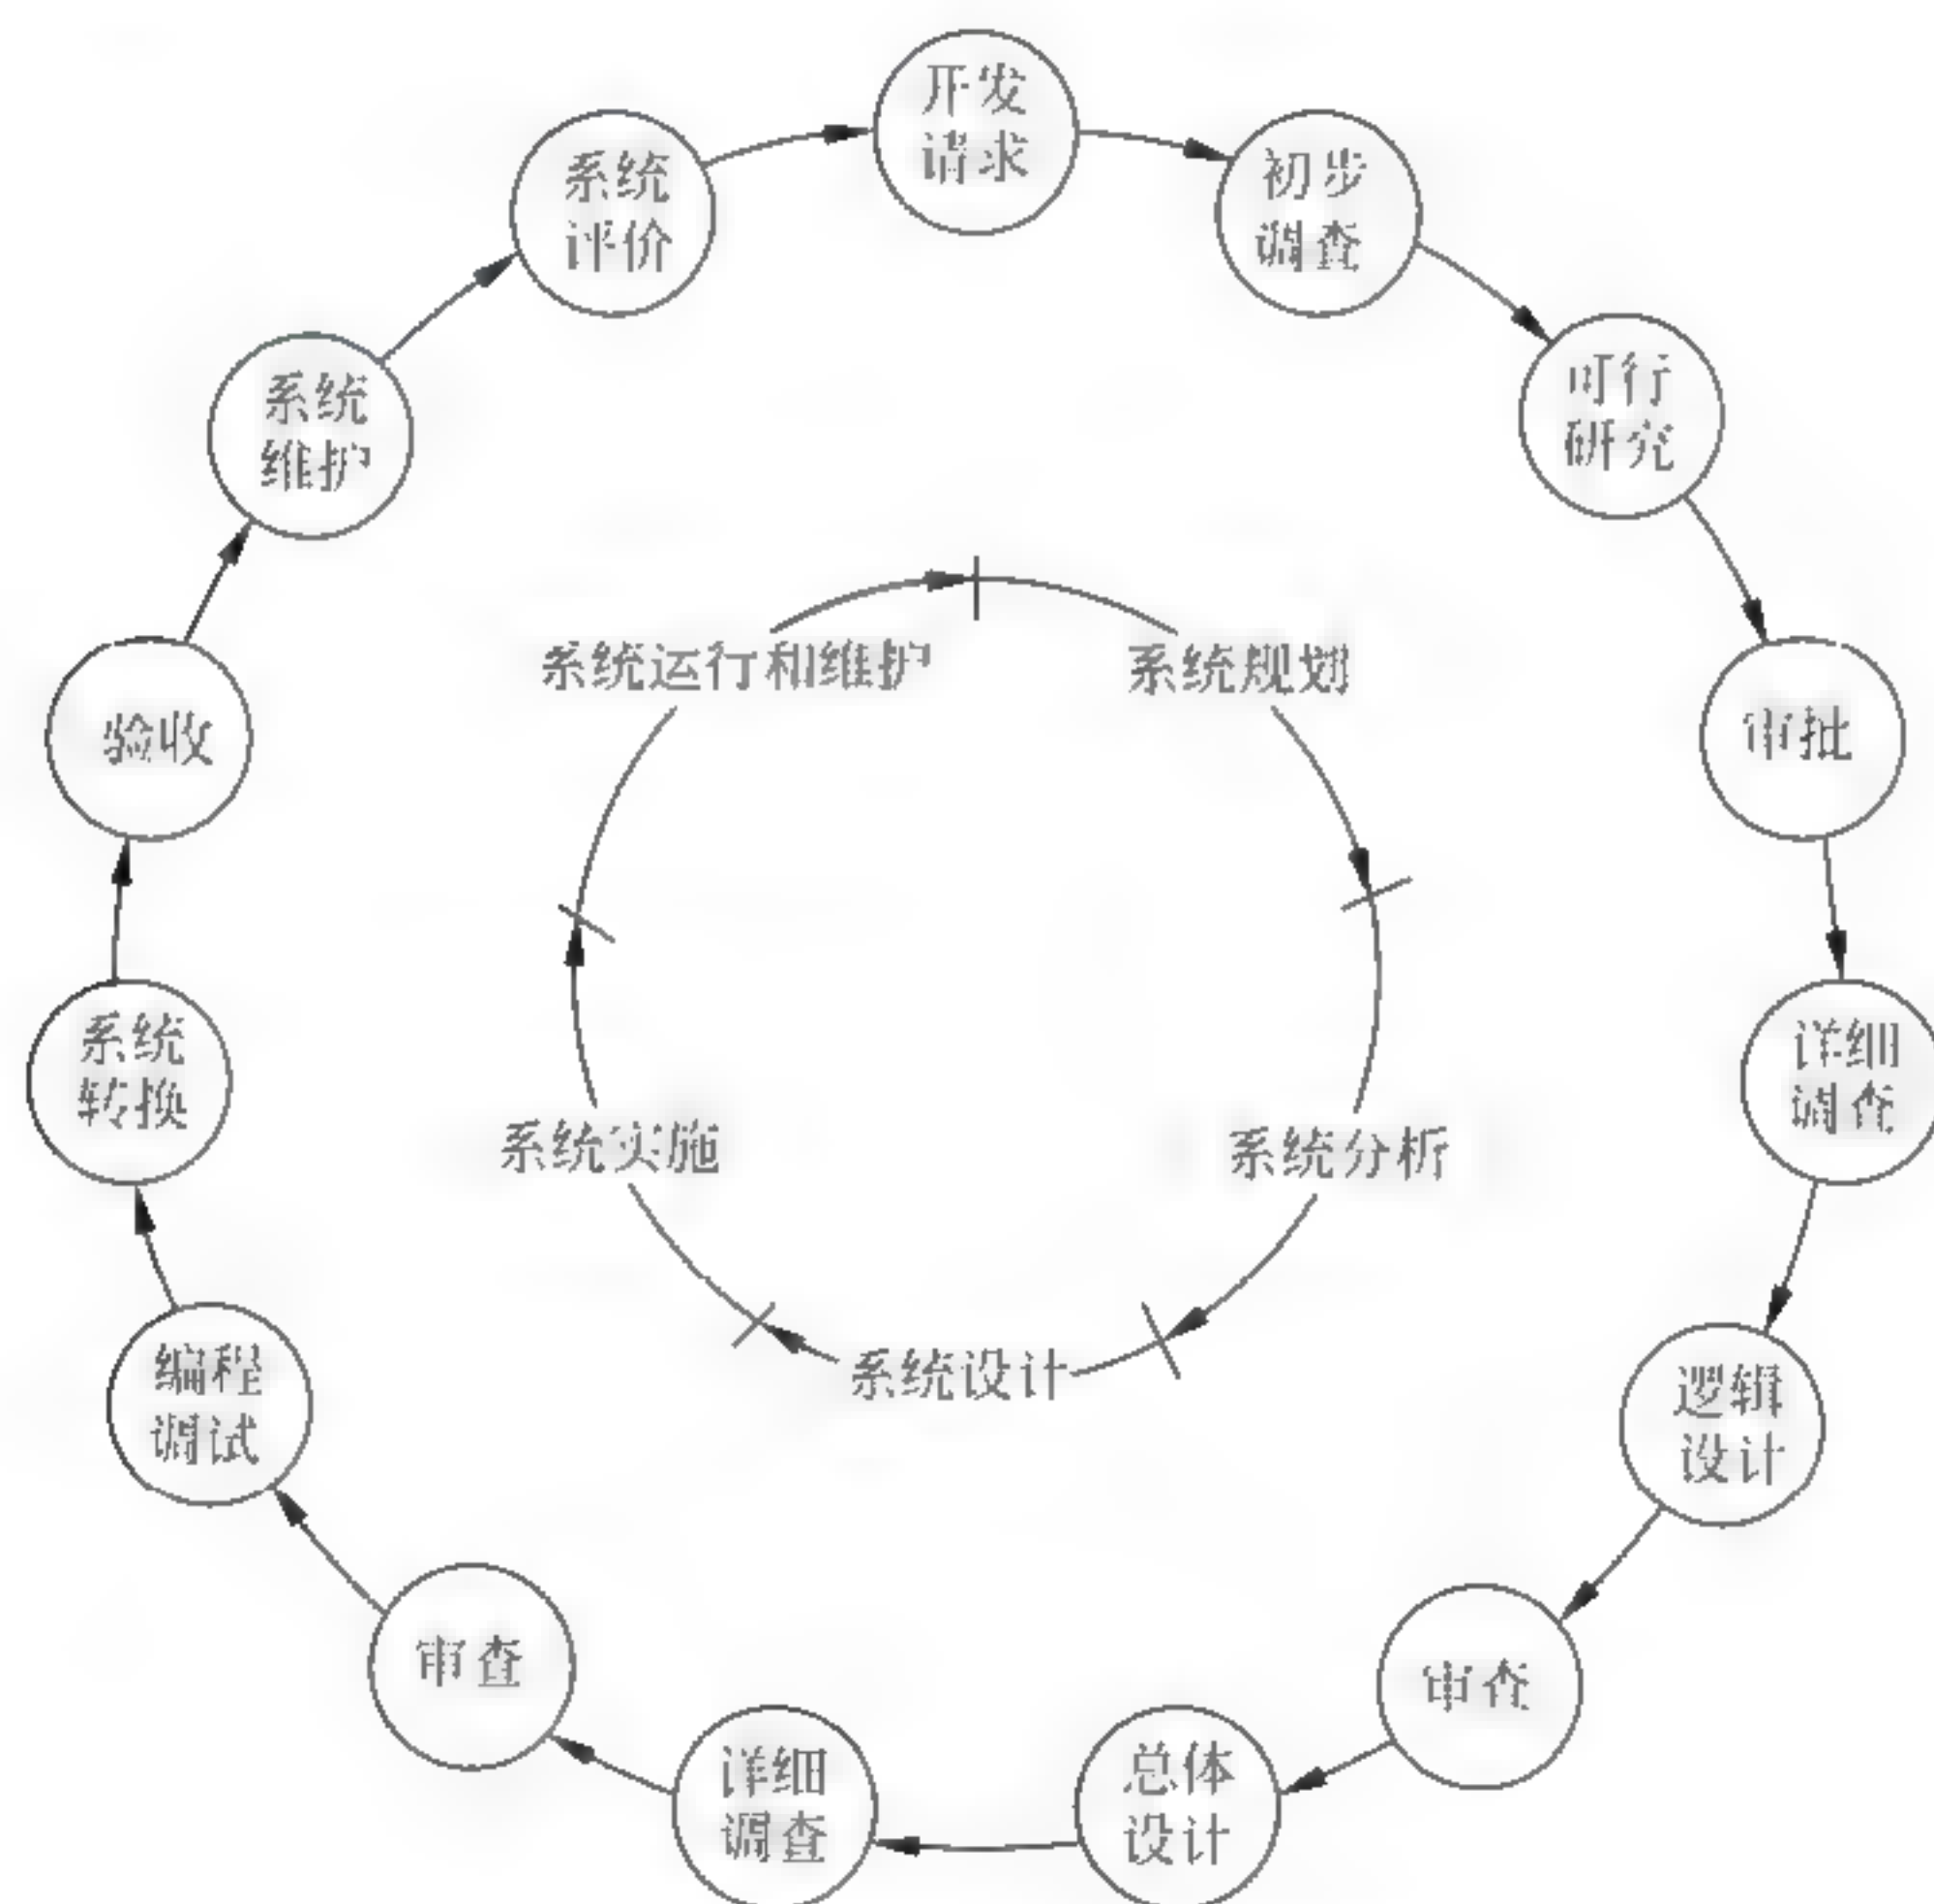 开发
请求
初步
调查
可行
研究
审批
详细
调查
逻辑
设计
审查
总体
设计
详细
调查
审查
编程
调试
系统
转换
验收
系统
维护
系统
评价
系统规划
系统分析
系统设计
系统实施
系统运行和维护